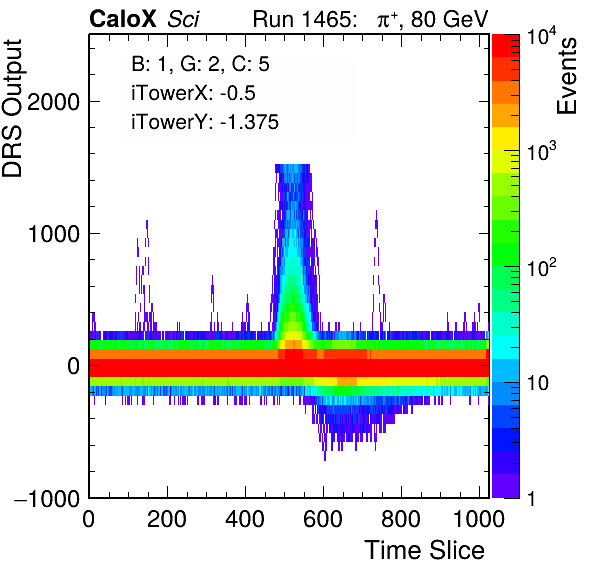 CaloX Sci Run 1465: π⁺, 80 GeV
B: 1, G: 2, C: 5
iTowerX: -0.5
iTowerY: -1.375
DRS Output
2000
1000
0
−1000
0 200 400 600 800 1000
Time Slice
Events
10⁴
10³
10²
10
1